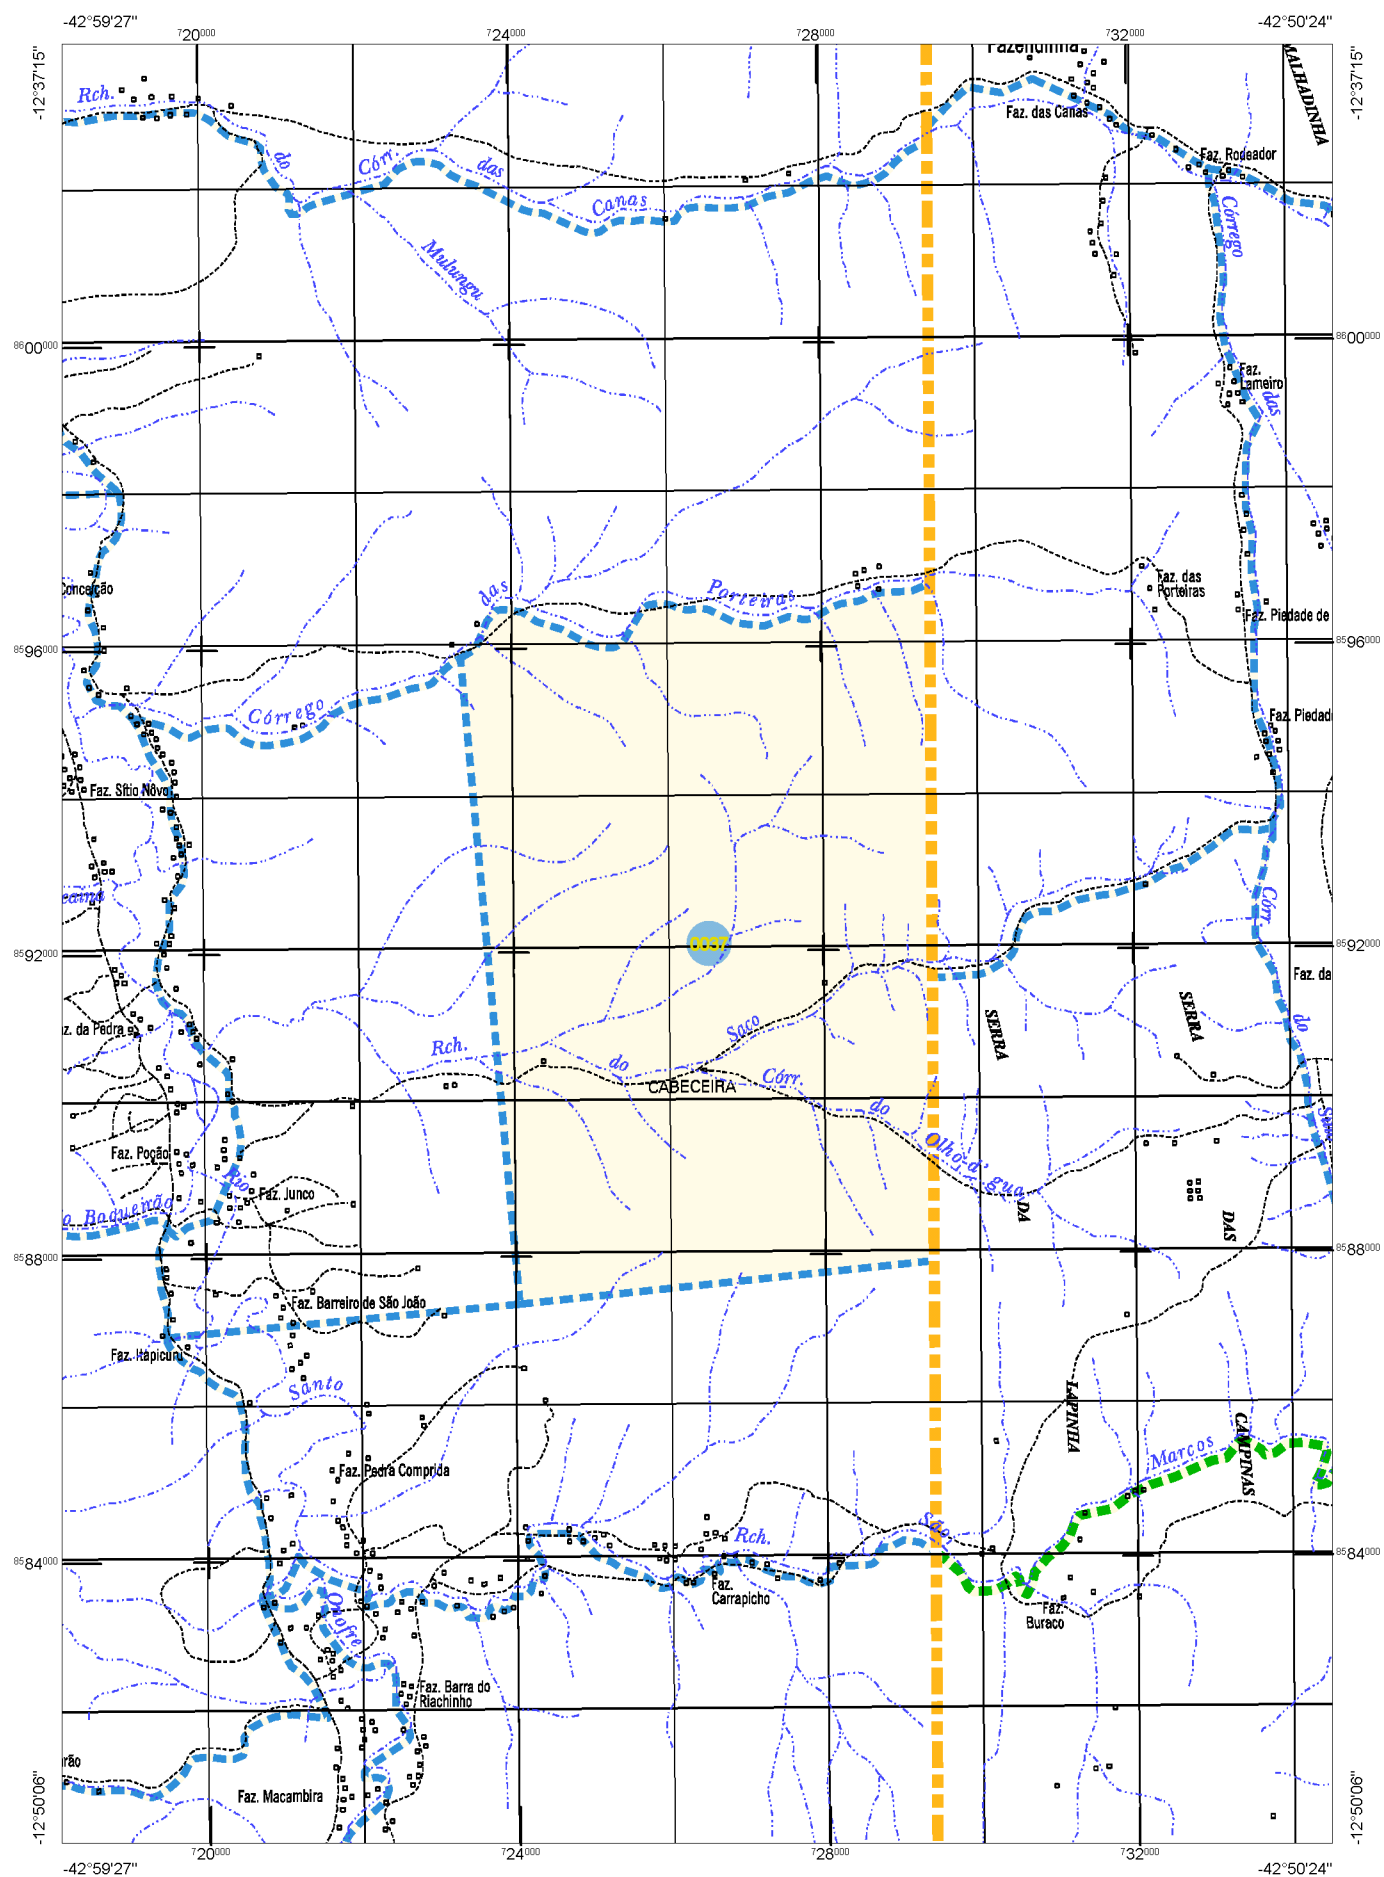 -42°59'27"
-42°50'24"
720000
724000
728000
732000
-12°37'15"
-12°37'15"
Fazendinha
MALHADINHA
Rch.
do
Córr
das
Canas
Faz. das Canas
Faz. Rodeador
Córrego
Mulungu
8600000
8600000
Faz.
Lameiro
das
Conceição
das
Porteiras
Faz. das
Porteiras
Faz. Piedade de
8596000
8596000
Córrego
Faz. Piedade
Faz. Sítio Nôvo
Córr
0037
8592000
8592000
Faz. da
SERRA
SERRA
do
z. da Pedra
Rch.
Saco
do
CABECEIRA
Córr.
do
Olho-d'gua
Faz. Poção
Rio
Faz. Junco
DA
DAS
o Boqueirão
8588000
8588000
Faz. Barreiro de São João
Faz. Itapicuru
Santo
LAPINHA
CAMPINAS
Marcos
Faz. Pedra Comprida
São
Rch.
8584000
8584000
Faz.
Carrapicho
Onofre
Faz.
Buraco
Faz. Barra do
Riachinho
rão
Faz. Macambira
-12°50'06"
-12°50'06"
720000
724000
728000
732000
-42°59'27"
-42°50'24"